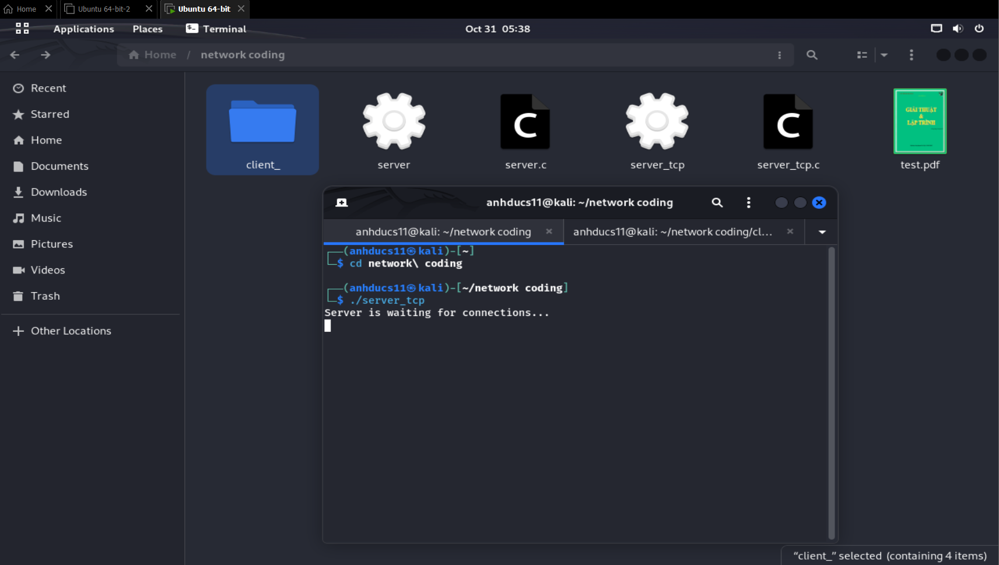 Home Ubuntu 64-bit-2 Ubuntu 64-bit
Applications Places Terminal Oct 31 05:38
Home / network coding
Recent
Starred
Home
Documents
Downloads
Music
Pictures
Videos
Trash
Other Locations
GIẢI THUẬT
&
LẬP TRÌNH
client_ server server.c server_tcp server_tcp.c test.pdf
anhducs11@kali: ~/network coding
anhducs11@kali: ~/network coding anhducs11@kali: ~/network coding/cl...
┌──(anhducs11㉿kali)-[~]
└─$ cd network\ coding
┌──(anhducs11㉿kali)-[~/network coding]
└─$ ./server_tcp
Server is waiting for connections...
“client_” selected (containing 4 items)